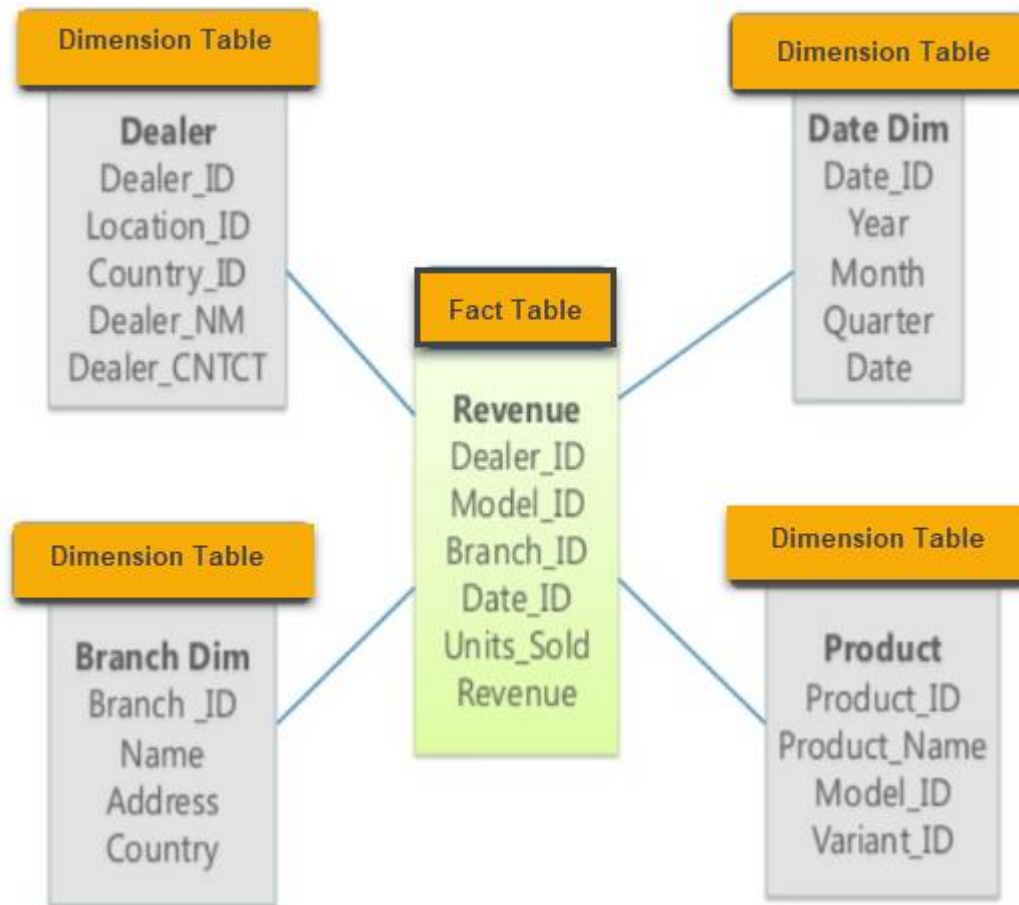 Dimension Table
Dealer
Dealer_ID
Location_ID
Country_ID
Dealer_NM
Dealer_CNTCT
Dimension Table
Date Dim
Date_ID
Year
Month
Quarter
Date
Fact Table
Revenue
Dealer_ID
Model_ID
Branch_ID
Date_ID
Units_Sold
Revenue
Dimension Table
Branch Dim
Branch _ID
Name
Address
Country
Dimension Table
Product
Product_ID
Product_Name
Model_ID
Variant_ID